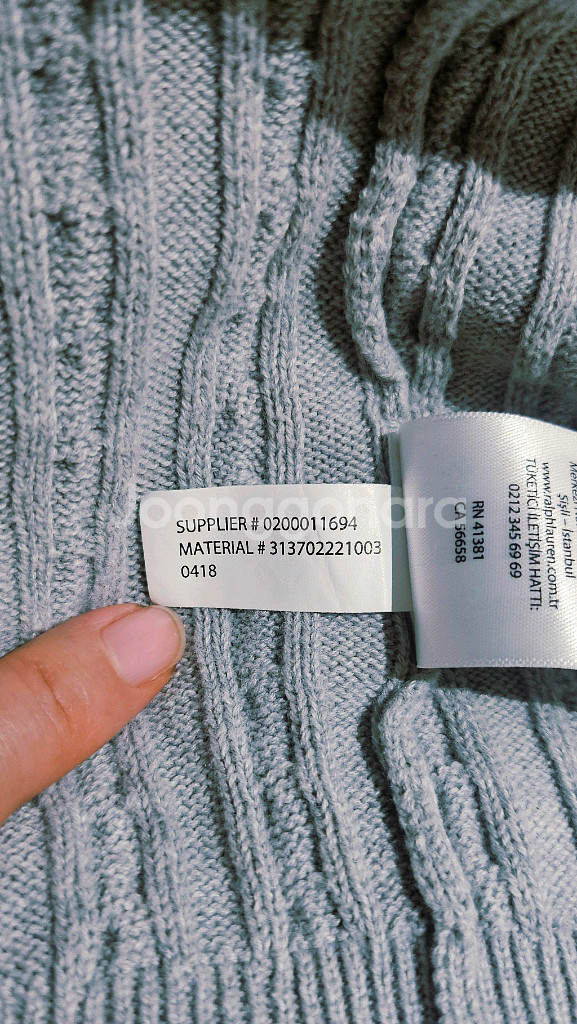 SUPPLIER # 0200011694
MATERIAL # 313702221003
0418
Şişli – İstanbul
www.ralphlauren.com.tr
TÜKETİCİ İLETİŞİM HATTI:
0212 345 69 69
RN 41381
CA 56658